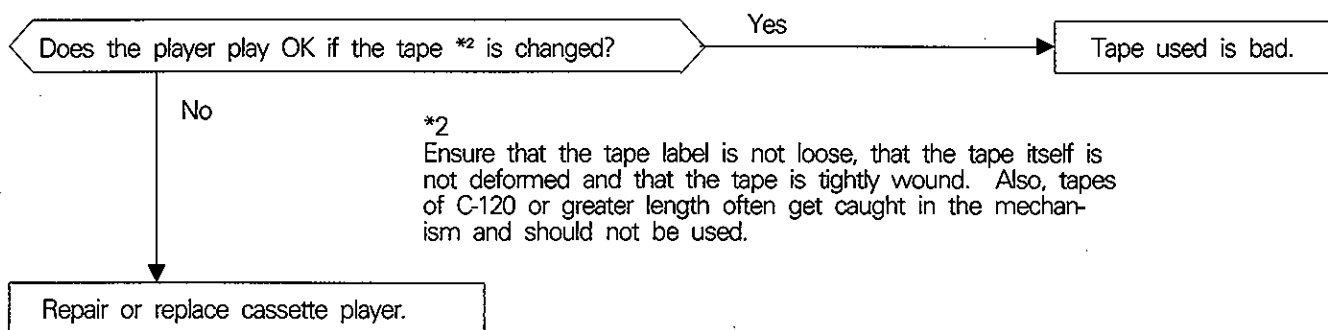 Does the player play OK if the tape *2 is changed?
Yes
Tape used is bad.
No
*2
Ensure that the tape label is not loose, that the tape itself is
not deformed and that the tape is tightly wound. Also, tapes
of C-120 or greater length often get caught in the mechan-
ism and should not be used.
Repair or replace cassette player.